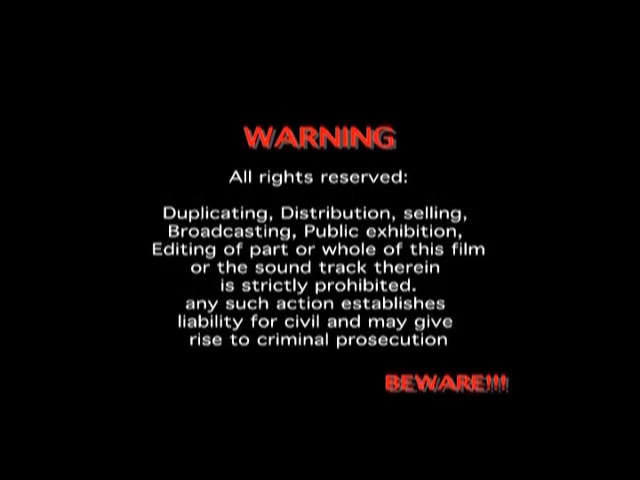 WARNING
All rights reserved:
Duplicating, Distribution, selling,
Broadcasting, Public exhibition,
Editing of part or whole of this film
or the sound track therein
is strictly prohibited.
any such action establishes
liability for civil and may give
rise to criminal prosecution
BEWARE!!!